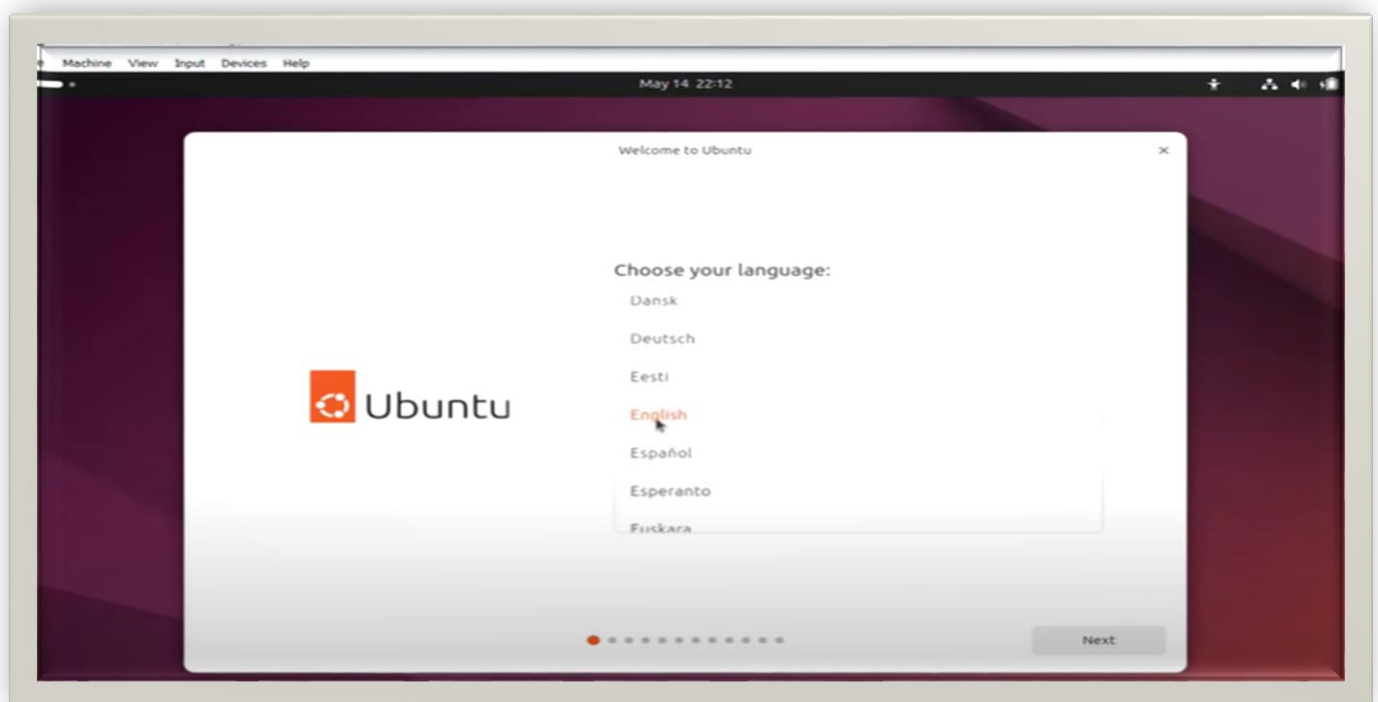 Machine View Input Devices Help
May 14 22:12
Welcome to Ubuntu
Choose your language:
Dansk
Deutsch
Eesti
Ubuntu
English
Español
Esperanto
Euskara
Next